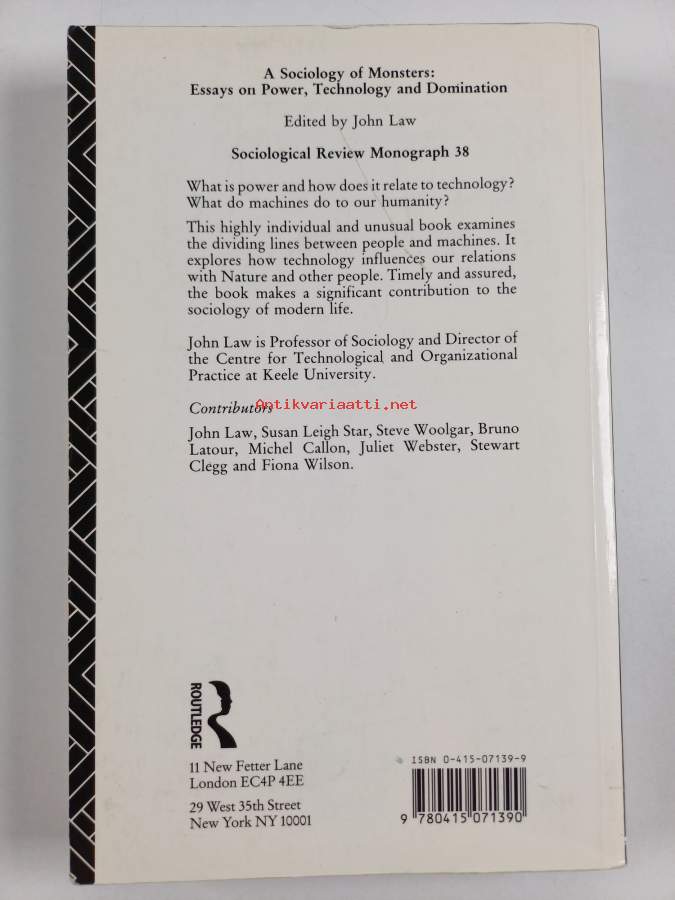 A Sociology of Monsters:
Essays on Power, Technology and Domination
Edited by John Law
Sociological Review Monograph 38
What is power and how does it relate to technology?
What do machines do to our humanity?
This highly individual and unusual book examines
the dividing lines between people and machines. It
explores how technology influences our relations
with Nature and other people. Timely and assured,
the book makes a significant contribution to the
sociology of modern life.
John Law is Professor of Sociology and Director of
the Centre for Technological and Organizational
Practice at Keele University.
Contributors
Antikvariaatti.net
John Law, Susan Leigh Star, Steve Woolgar, Bruno
Latour, Michel Callon, Juliet Webster, Stewart
Clegg and Fiona Wilson.
ROUTLEDGE
11 New Fetter Lane
London EC4P 4EE
29 West 35th Street
New York NY 10001
ISBN 0-415-07139-9
9 780415 071390